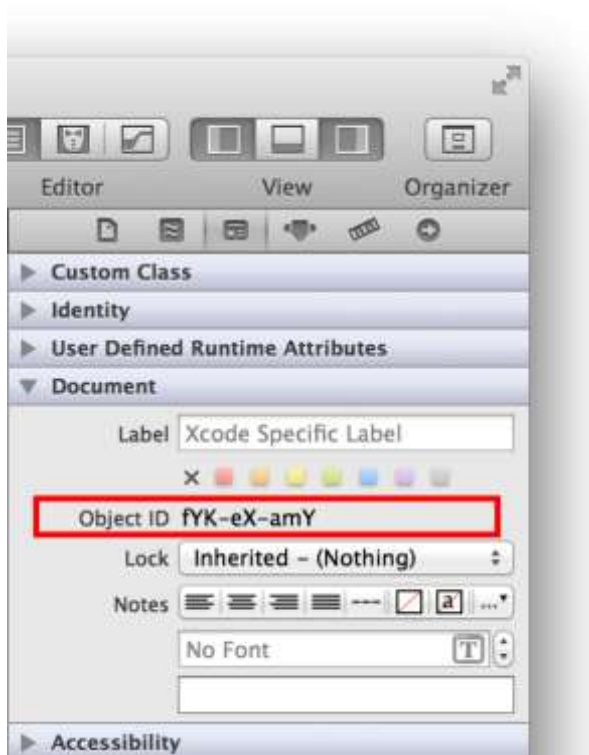 Editor View Organizer
Custom Class
Identity
User Defined Runtime Attributes
Document
Label Xcode Specific Label
Object ID fYK-eX-amY
Lock Inherited – (Nothing)
Notes --- a ...
No Font T
Accessibility